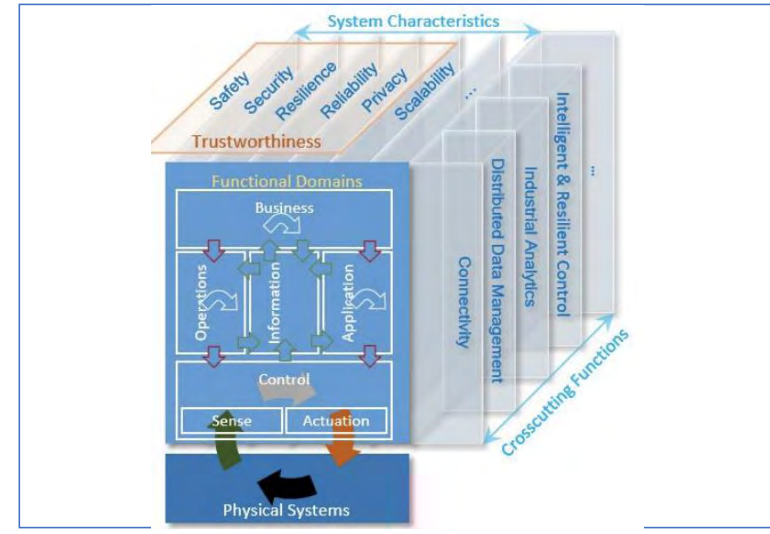 System Characteristics
Safety
Security
Resilience
Reliability
Privacy
Scalability
...
Trustworthiness
Functional Domains
Business
Operations
Information
Application
Control
Sense
Actuation
Physical Systems
Connectivity
Distributed Data Management
Industrial Analytics
Intelligent & Resilient Control
...
Crosscutting Functions